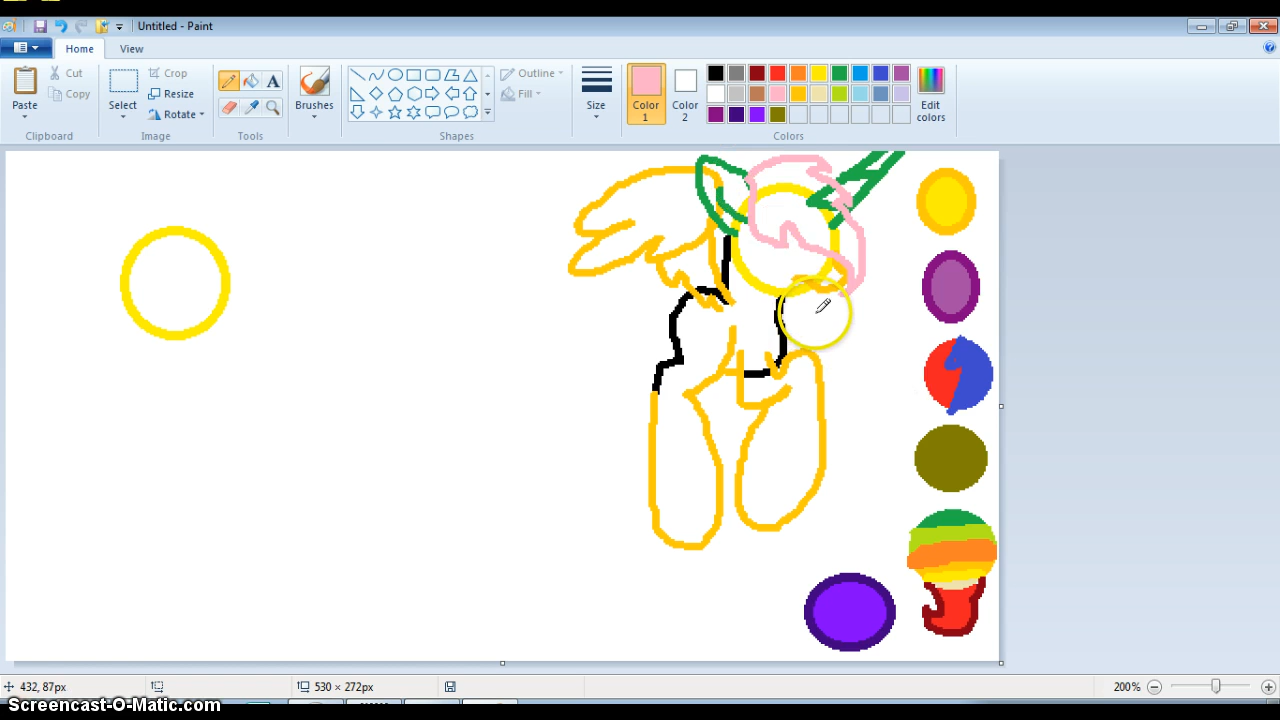 Untitled - Paint
Home View
Paste
Cut
Copy
Clipboard
Select
Crop
Resize
Rotate
Image
A
Tools
Brushes
Outline
Fill
Shapes
Size
Color 1
Color 2
Edit colors
Colors
432, 87px
530 × 272px
200%
Screencast-O-Matic.com